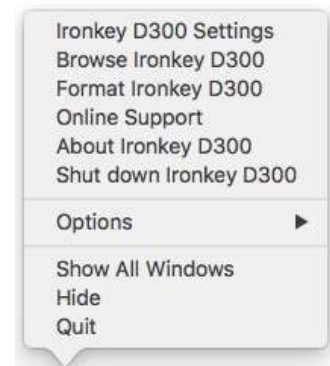 Ironkey D300 Settings
Browse Ironkey D300
Format Ironkey D300
Online Support
About Ironkey D300
Shut down Ironkey D300
Options
Show All Windows
Hide
Quit